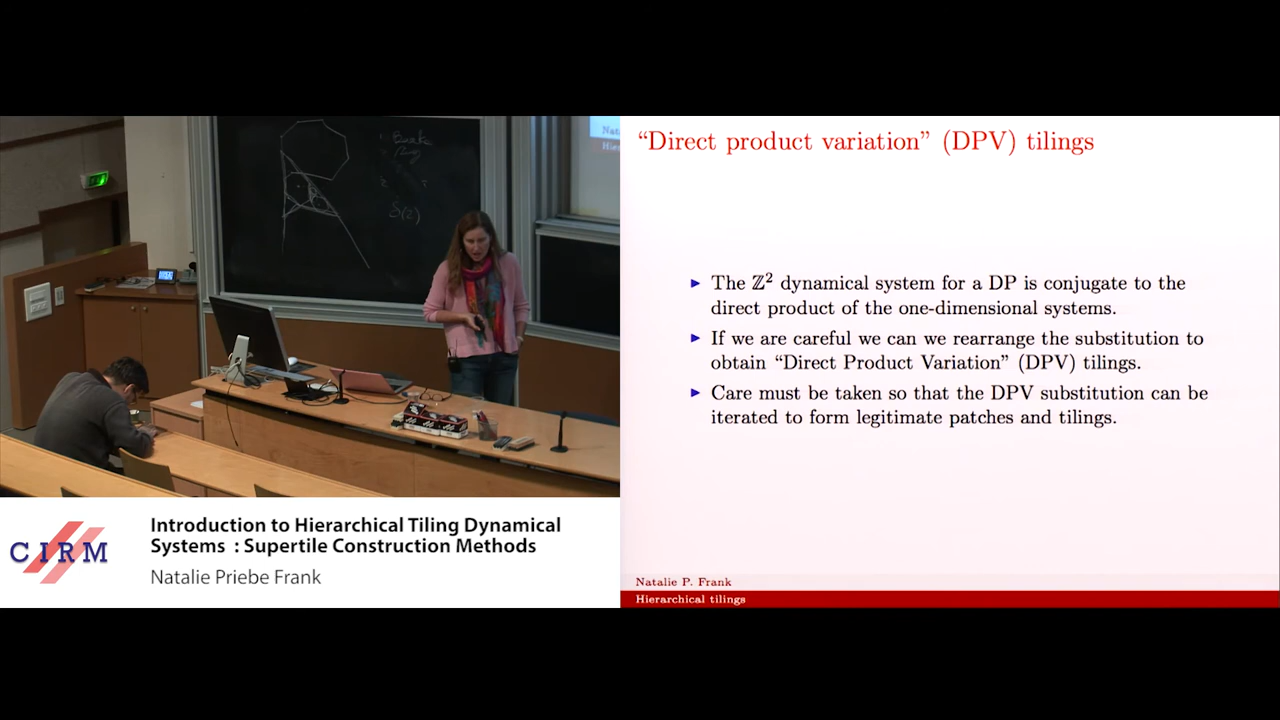 “Direct product variation” (DPV) tilings
▶ The ℤ² dynamical system for a DP is conjugate to the
direct product of the one-dimensional systems.
▶ If we are careful we can we rearrange the substitution to
obtain “Direct Product Variation” (DPV) tilings.
▶ Care must be taken so that the DPV substitution can be
iterated to form legitimate patches and tilings.
Natalie P. Frank
Hierarchical tilings
CIRM
Introduction to Hierarchical Tiling Dynamical
Systems : Supertile Construction Methods
Natalie Priebe Frank